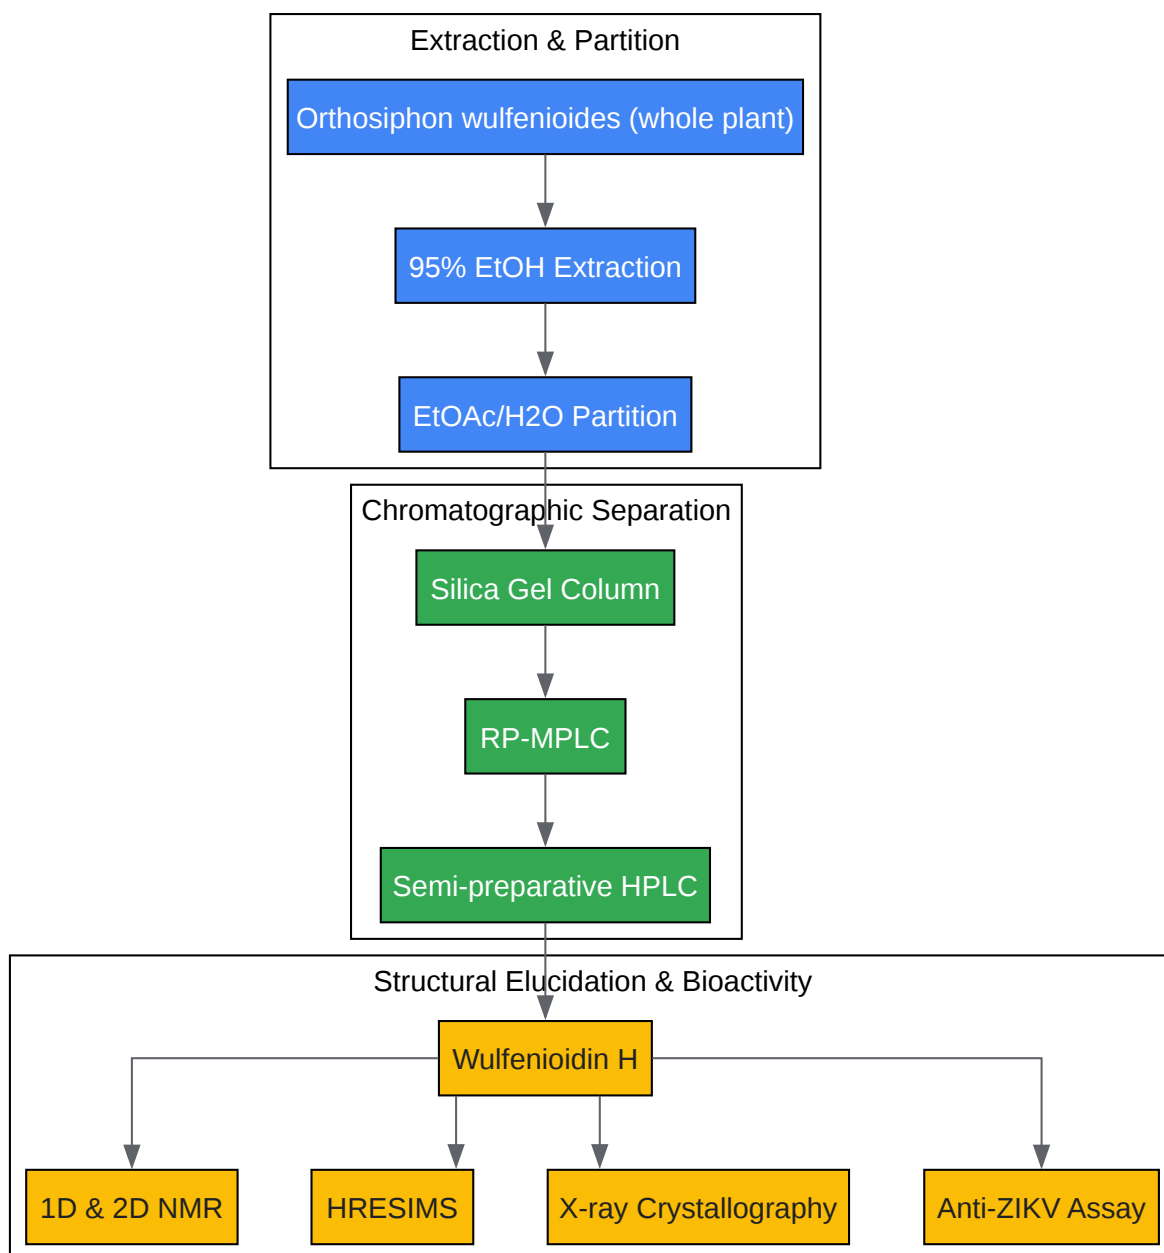 Extraction & Partition
Orthosiphon wulfenioides (whole plant)
95% EtOH Extraction
EtOAc/H2O Partition
Chromatographic Separation
Silica Gel Column
RP-MPLC
Semi-preparative HPLC
Structural Elucidation & Bioactivity
Wulfenioidin H
1D & 2D NMR
HRESIMS
X-ray Crystallography
Anti-ZIKV Assay